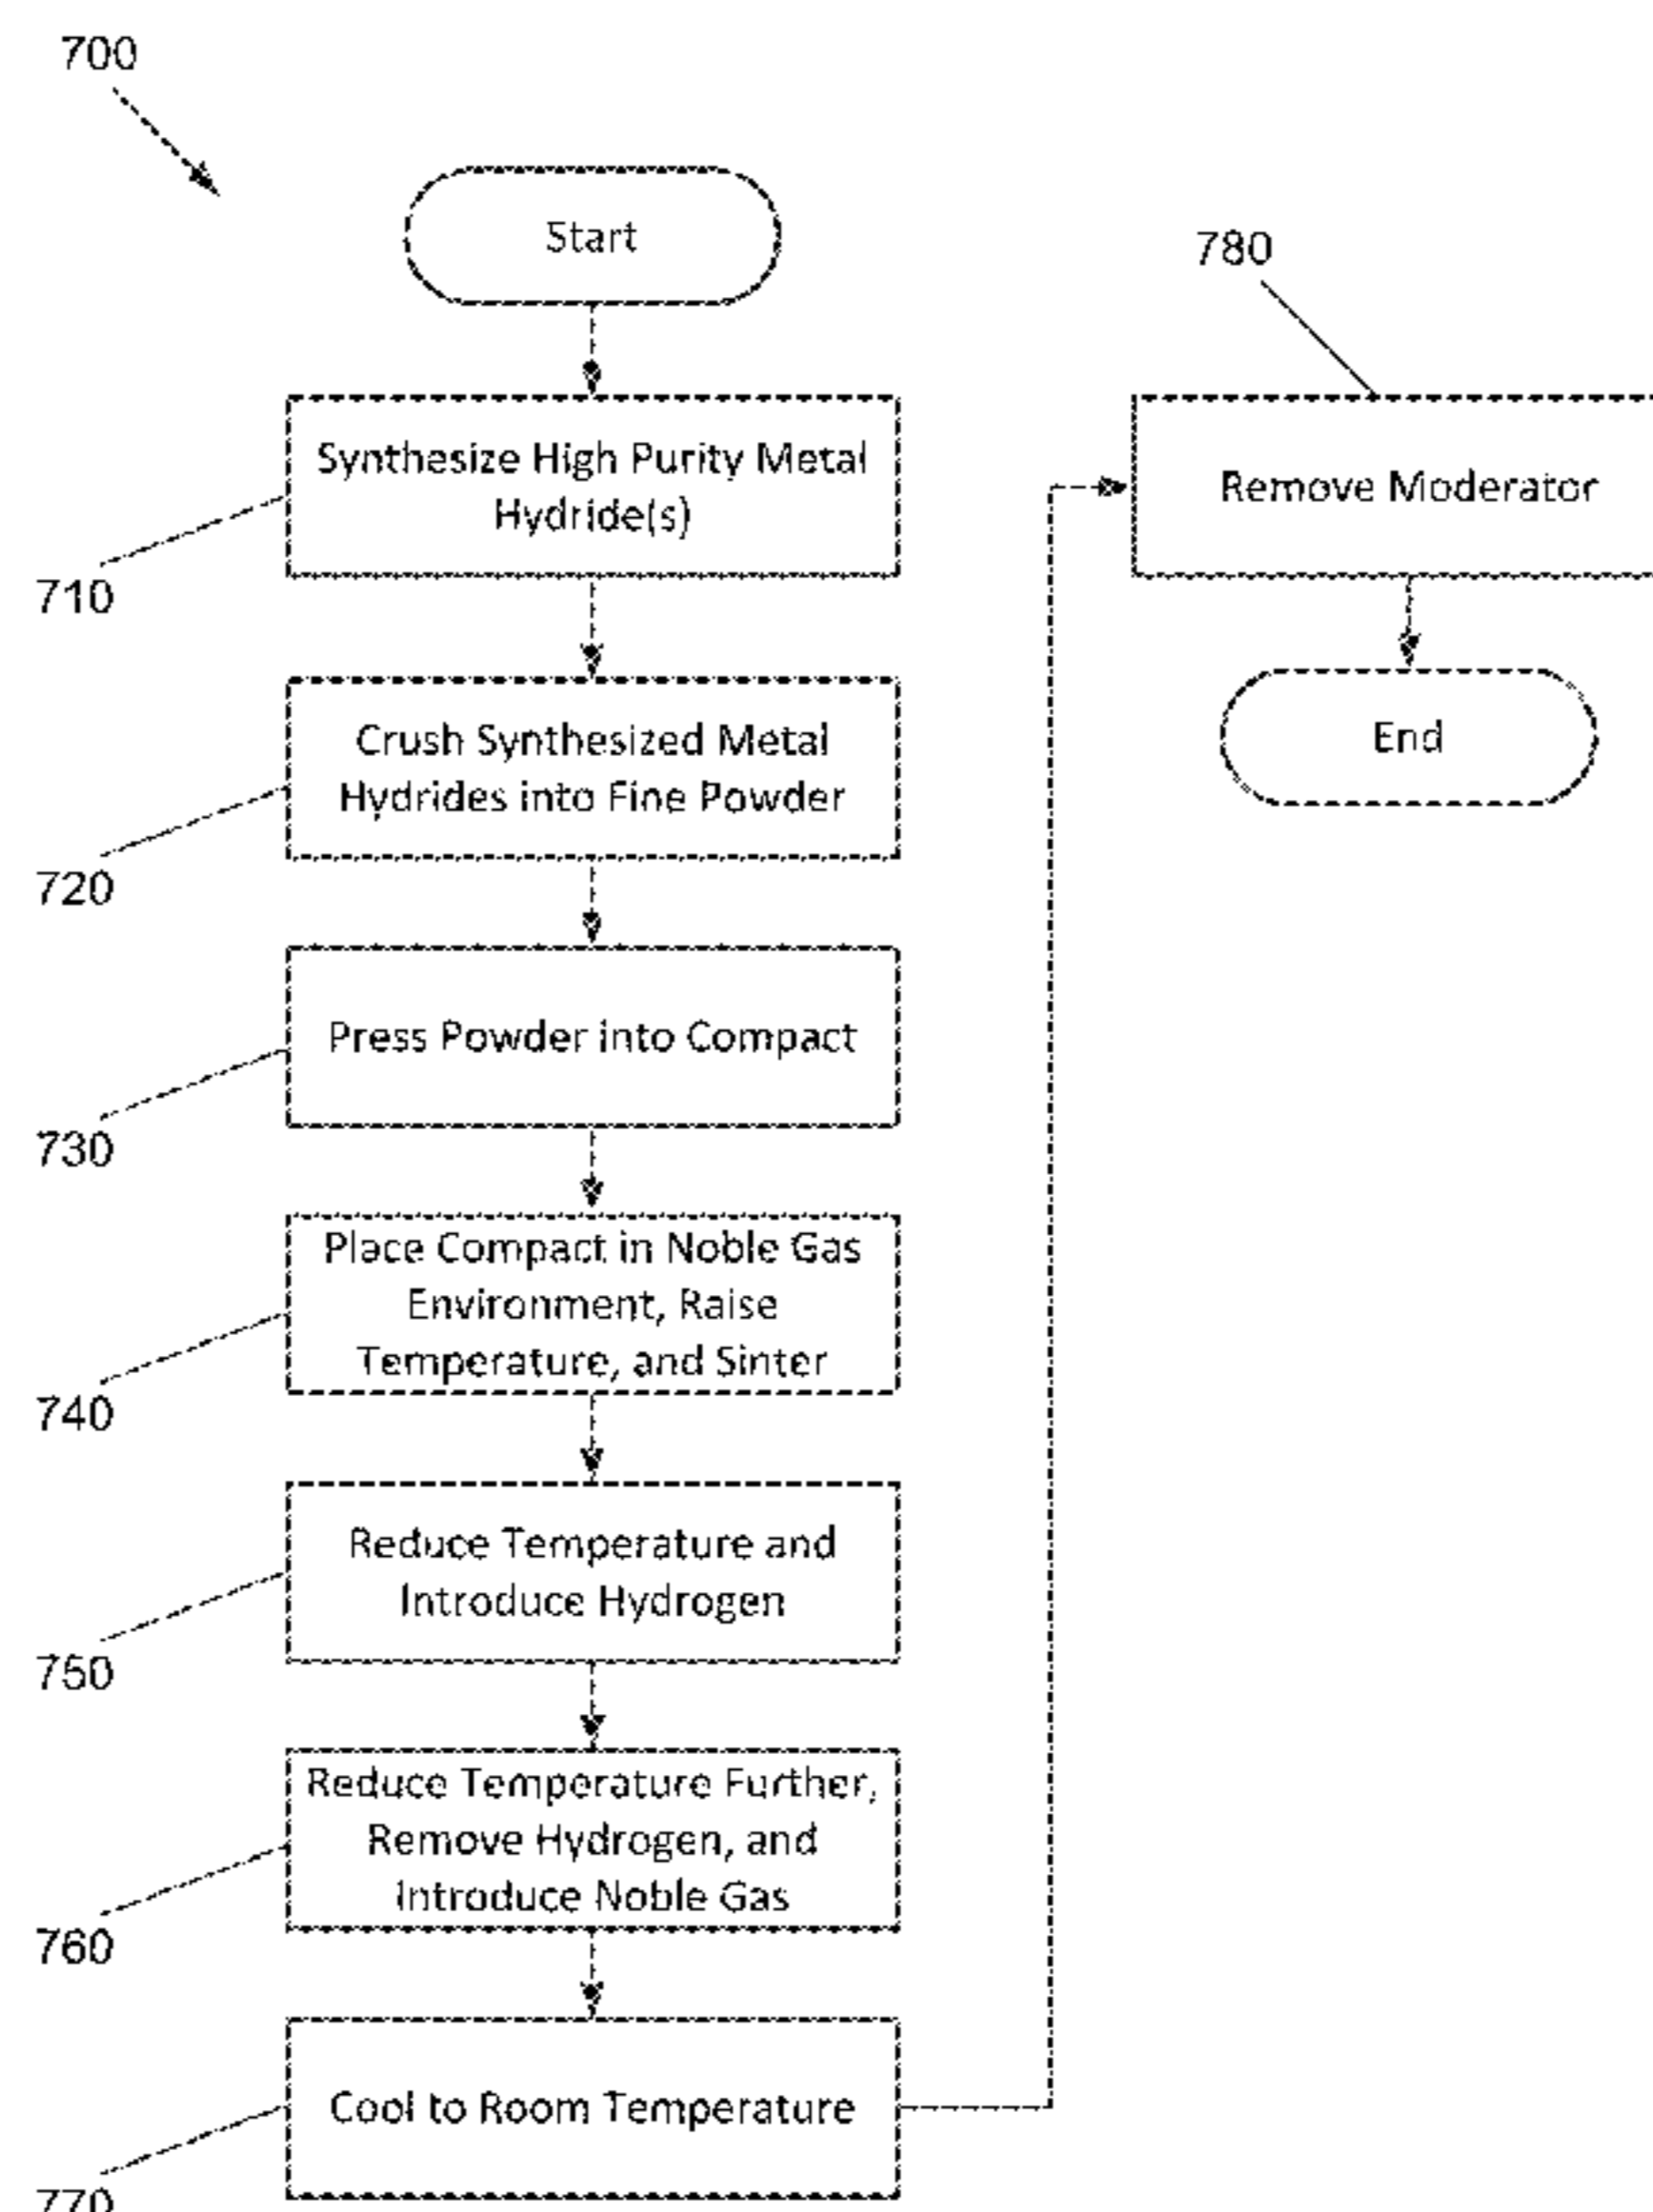 700
Start
Synthesize High Purity Metal
Hydride(s)
710
Crush Synthesized Metal
Hydrides into Fine Powder
720
Press Powder into Compact
730
Place Compact in Noble Gas
Environment, Raise
Temperature, and Sinter
740
Reduce Temperature and
Introduce Hydrogen
750
Reduce Temperature Further,
Remove Hydrogen, and
Introduce Noble Gas
760
Cool to Room Temperature
770
780
Remove Moderator
End